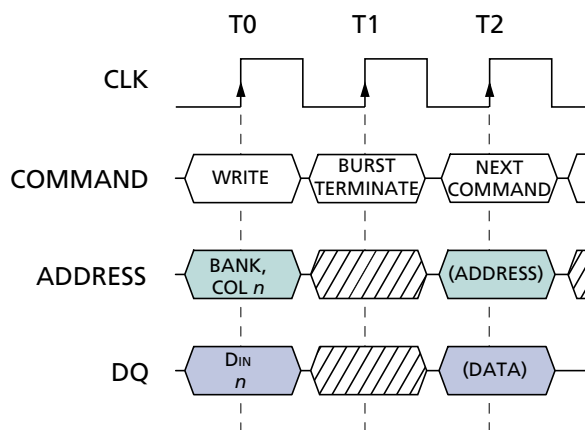 T0 T1 T2
CLK
COMMAND WRITE BURST TERMINATE NEXT COMMAND
ADDRESS BANK, COL n (ADDRESS)
DQ DIN n (DATA)